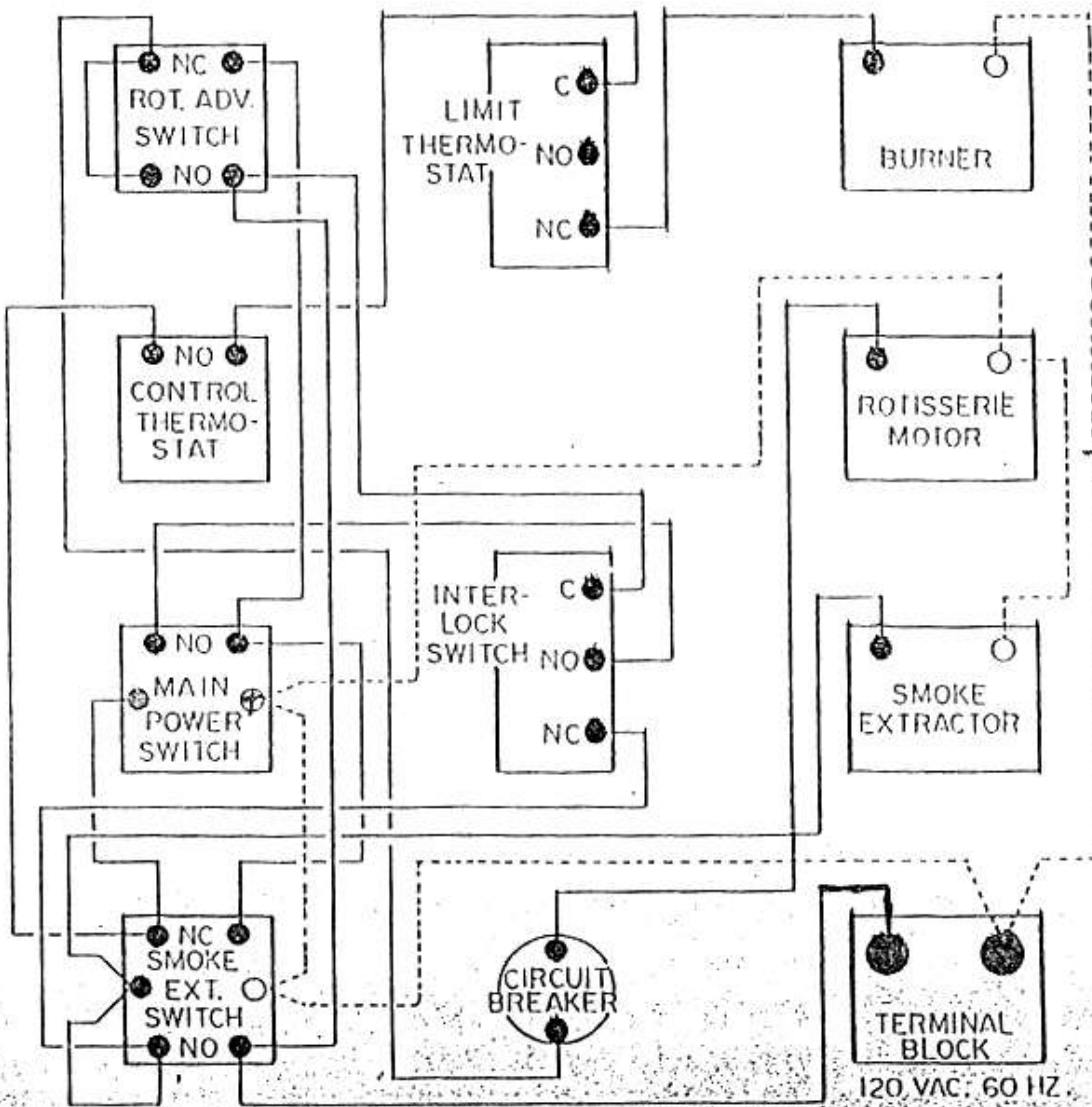 NC
ROT. ADV.
SWITCH
NO
C
LIMIT
THERMO-
STAT
NO
NC
BURNER
NO
CONTROL
THERMO-
STAT
ROTISSERIE
MOTOR
C
INTER-
LOCK
SWITCH
NO
NC
NO
MAIN
POWER
SWITCH
SMOKE
EXTRACTOR
NC
SMOKE
EXT.
SWITCH
NO
CIRCUIT
BREAKER
TERMINAL
BLOCK
120 VAC; 60 HZ.